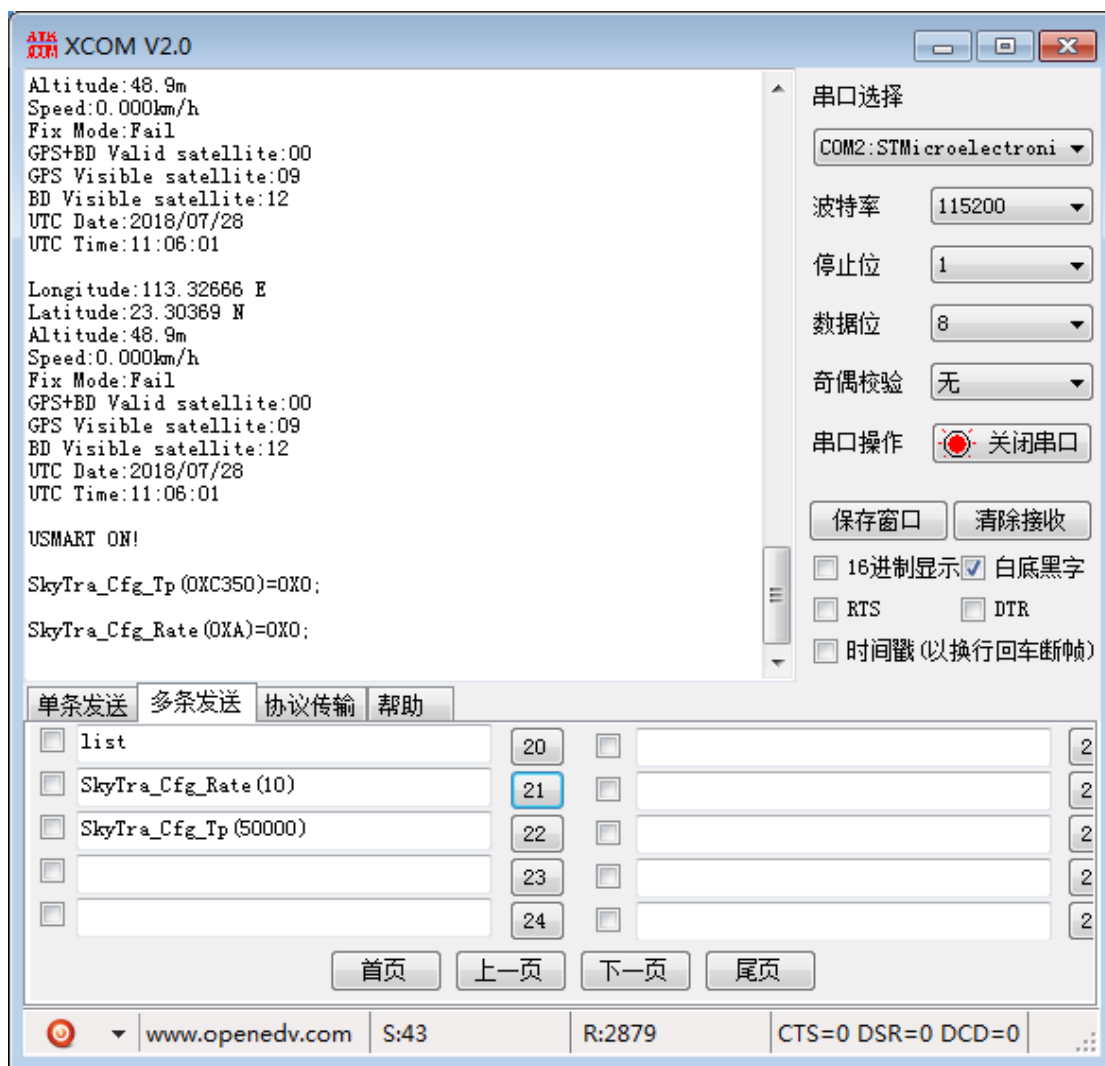 XCOM V2.0
Altitude:48.9m
Speed:0.000km/h
Fix Mode:Fail
GPS+BD Valid satellite:00
GPS Visible satellite:09
BD Visible satellite:12
UTC Date:2018/07/28
UTC Time:11:06:01
Longitude:113.32666 E
Latitude:23.30369 N
Altitude:48.9m
Speed:0.000km/h
Fix Mode:Fail
GPS+BD Valid satellite:00
GPS Visible satellite:09
BD Visible satellite:12
UTC Date:2018/07/28
UTC Time:11:06:01
USMART ON!
SkyTra_Cfg_Tp(0XC350)=0X0;
SkyTra_Cfg_Rate(0XA)=0X0;
串口选择
COM2:STMicroelectroni
波特率 115200
停止位 1
数据位 8
奇偶校验 无
串口操作 关闭串口
保存窗口 清除接收
16进制显示 白底黑字
RTS DTR
时间戳(以换行回车断帧)
单条发送 多条发送 协议传输 帮助
list 20 2
SkyTra_Cfg_Rate(10) 21 2
SkyTra_Cfg_Tp(50000) 22 2
23 2
24 2
首页 上一页 下一页 尾页
www.openedv.com S:43 R:2879 CTS=0 DSR=0 DCD=0